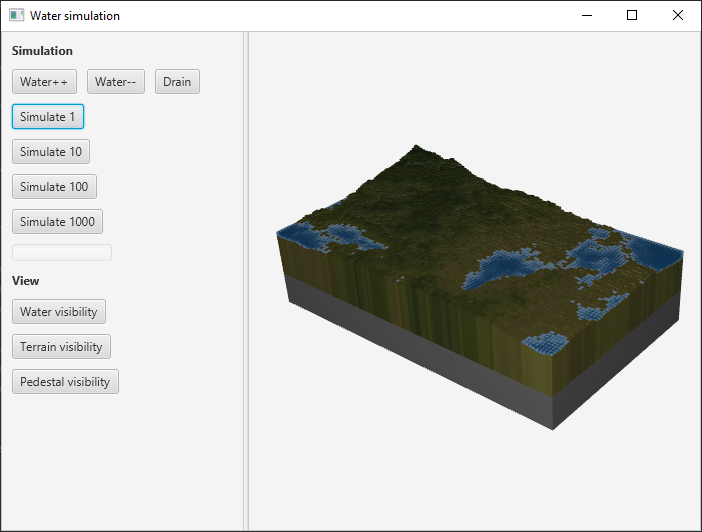 Water simulation
Simulation
Water++ Water-- Drain
Simulate 1
Simulate 10
Simulate 100
Simulate 1000
View
Water visibility
Terrain visibility
Pedestal visibility